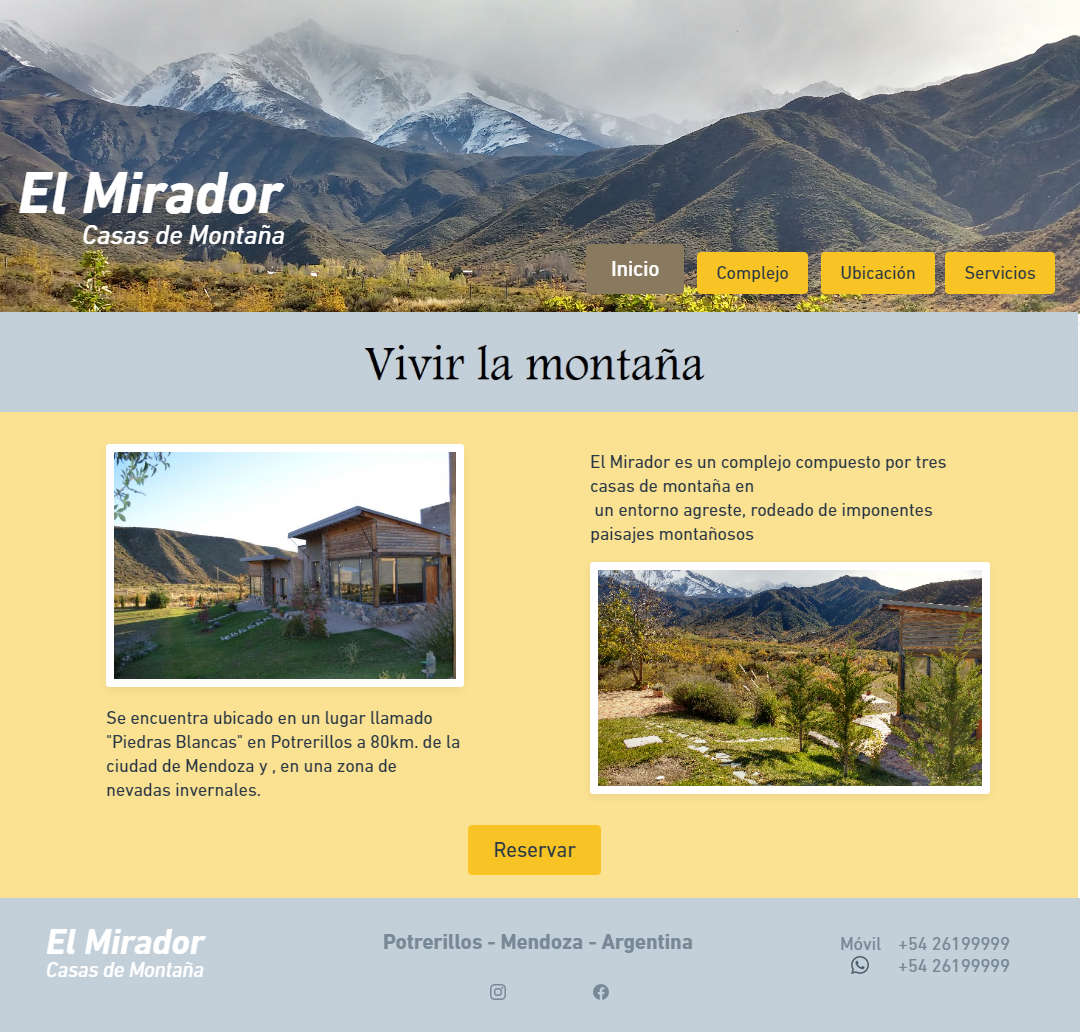 El Mirador
Casas de Montaña
Inicio
Complejo
Ubicación
Servicios
Vivir la montaña
El Mirador es un complejo compuesto por tres
casas de montaña en
un entorno agreste, rodeado de imponentes
paisajes montañosos
Se encuentra ubicado en un lugar llamado
"Piedras Blancas" en Potrerillos a 80km. de la
ciudad de Mendoza y , en una zona de
nevadas invernales.
Reservar
El Mirador
Casas de Montaña
Potrerillos - Mendoza - Argentina
Móvil +54 26199999
+54 26199999